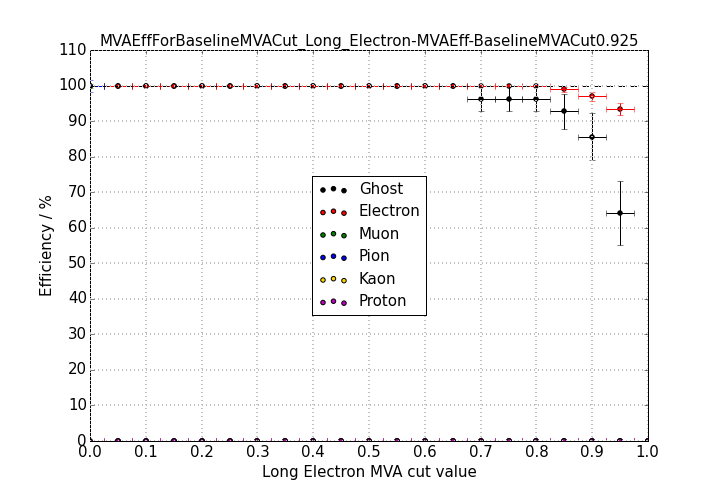 MVAEffForBaselineMVACut_Long_Electron-MVAEff-BaselineMVACut0.925
110
100
90
80
70
60
50
40
30
20
10
0
Efficiency / %
Ghost
Electron
Muon
Pion
Kaon
Proton
0.0 0.1 0.2 0.3 0.4 0.5 0.6 0.7 0.8 0.9 1.0
Long Electron MVA cut value